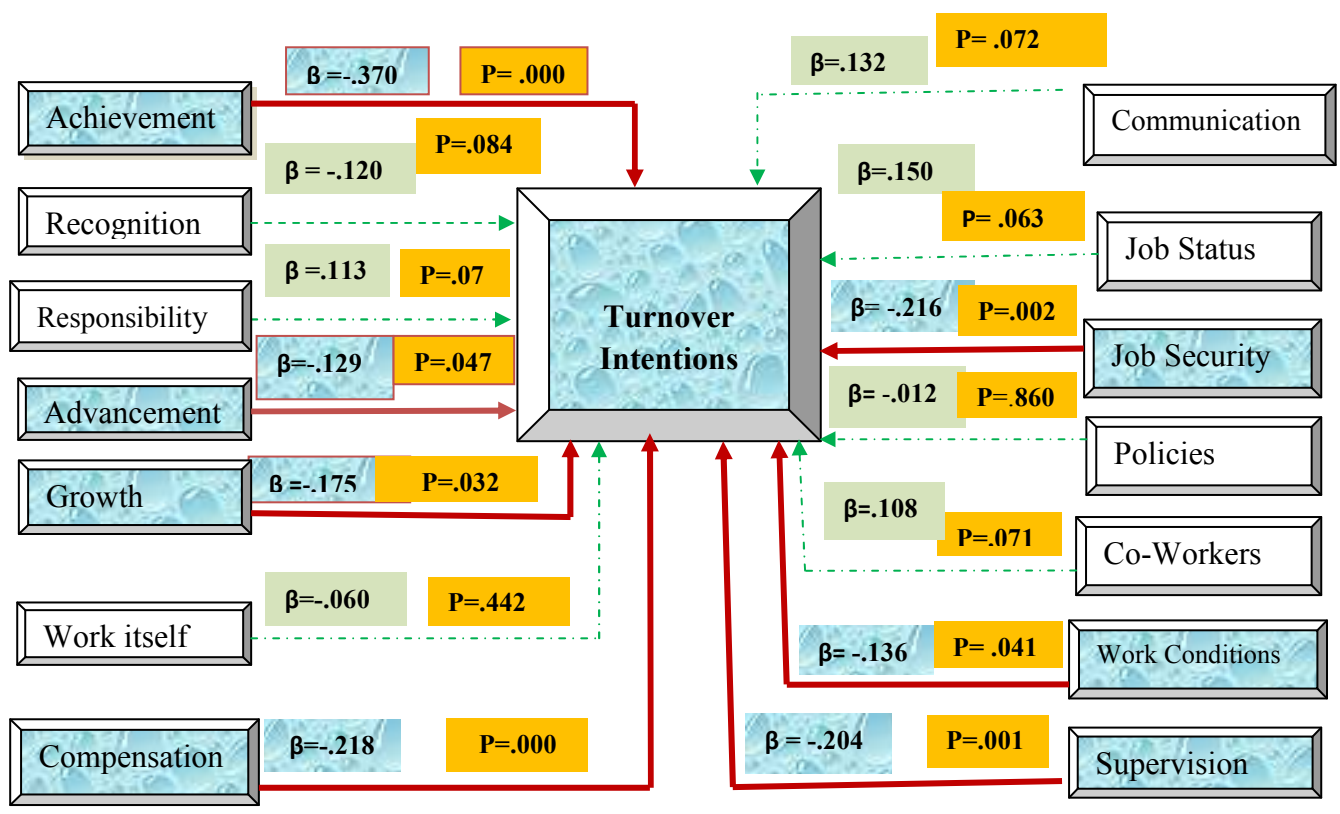 ß =-.370
P= .000
Achievement
P=.084
β = -.120
Recognition
β =.113
P=.07
Responsibility
β=-.129
P=.047
Advancement
Growth
ß =-.175
P=.032
β=-.060
P=.442
Work itself
β=-.218
P=.000
Compensation
Turnover
Intentions
P= .072
β=.132
Communication
β=.150
P= .063
Job Status
β= -.216
P=.002
Job Security
β= -.012
P=.860
Policies
β=.108
P=.071
Co-Workers
β= -.136
P= .041
Work Conditions
β = -.204
P=.001
Supervision